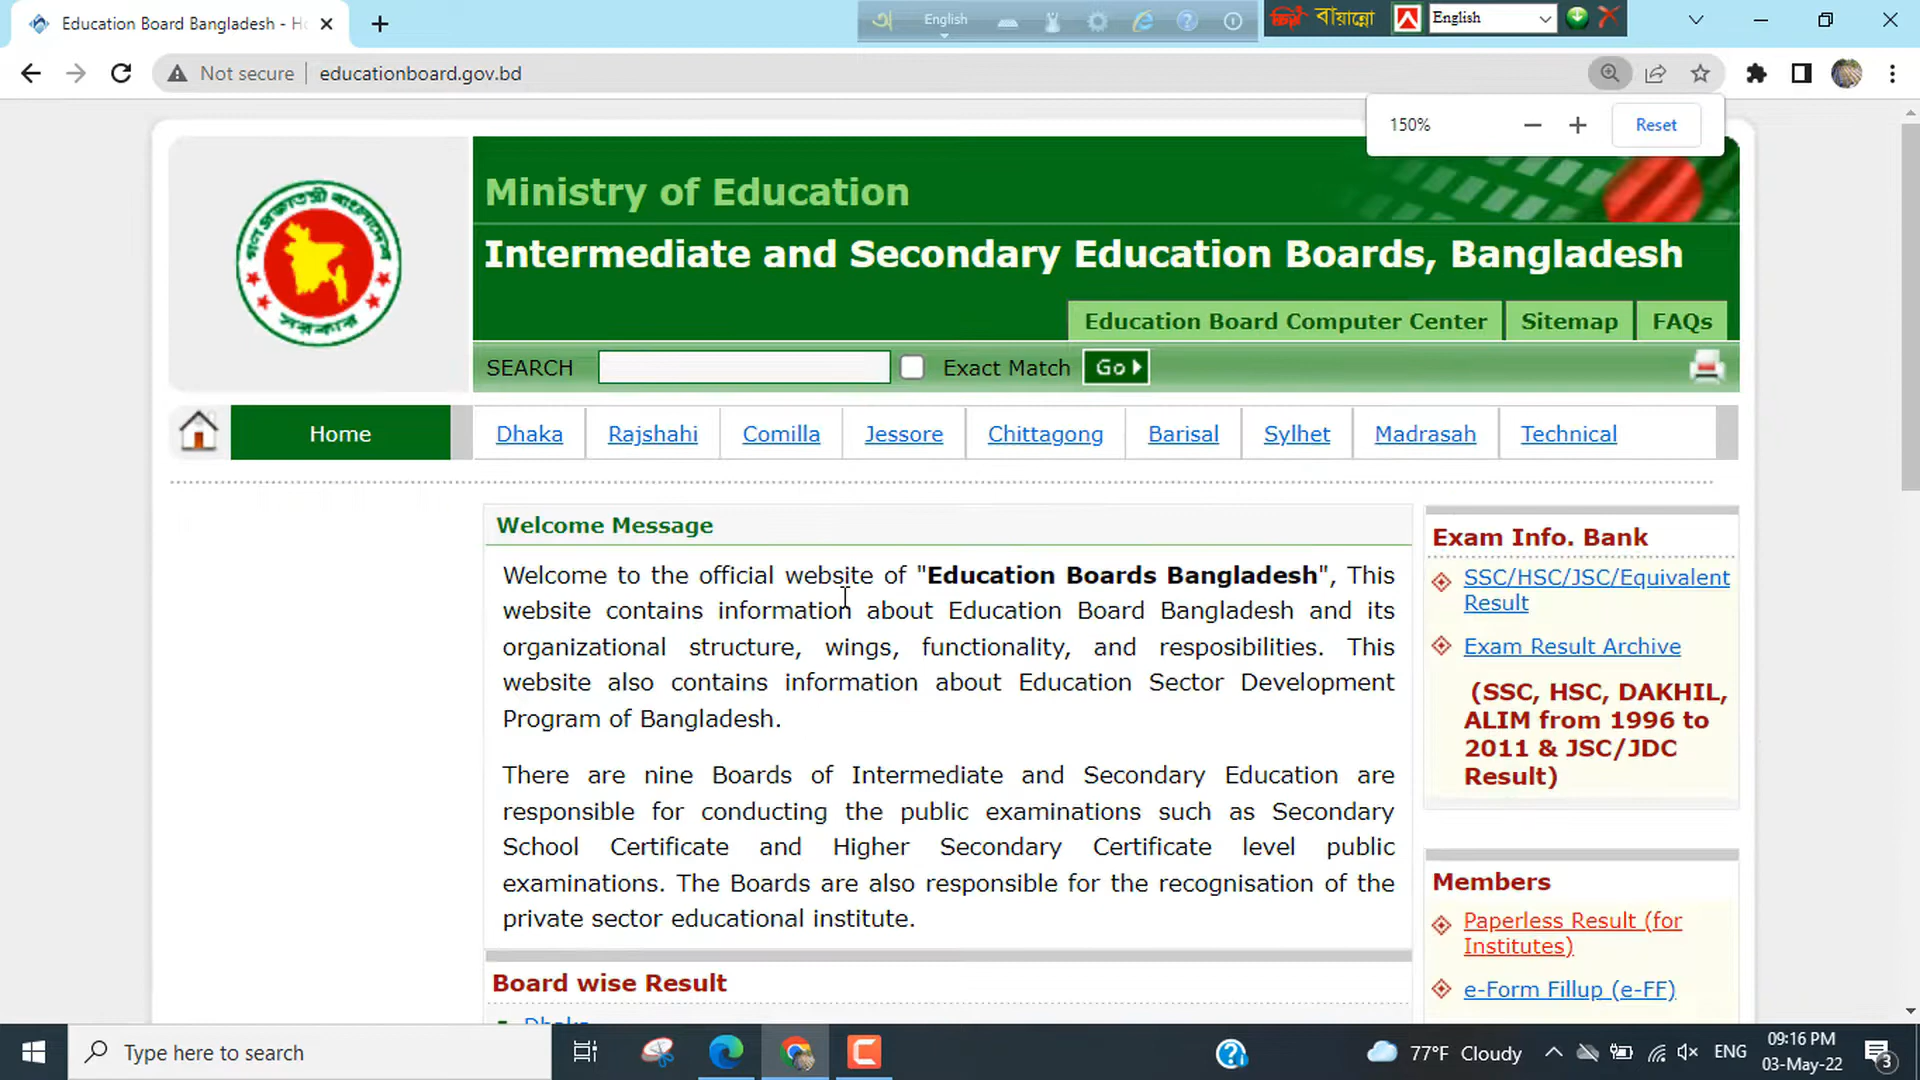 Education Board Bangladesh - Ho
English
বায়ান্নো
English
Not secure
educationboard.gov.bd
150%
Reset
গণপ্রজাতন্ত্রী বাংলাদেশ
সরকার
Ministry of Education
Intermediate and Secondary Education Boards, Bangladesh
Education Board Computer Center
Sitemap
FAQs
SEARCH
Exact Match
Go
Home
Dhaka
Rajshahi
Comilla
Jessore
Chittagong
Barisal
Sylhet
Madrasah
Technical
Welcome Message
Welcome to the official website of "Education Boards Bangladesh", This
website contains information about Education Board Bangladesh and its
organizational structure, wings, functionality, and resposibilities. This
website also contains information about Education Sector Development
Program of Bangladesh.
There are nine Boards of Intermediate and Secondary Education are
responsible for conducting the public examinations such as Secondary
School Certificate and Higher Secondary Certificate level public
examinations. The Boards are also responsible for the recognisation of the
private sector educational institute.
Board wise Result
Dhaka
Exam Info. Bank
SSC/HSC/JSC/Equivalent
Result
Exam Result Archive
(SSC, HSC, DAKHIL,
ALIM from 1996 to
2011 & JSC/JDC
Result)
Members
Paperless Result (for
Institutes)
e-Form Fillup (e-FF)
Type here to search
77°F Cloudy
ENG
09:16 PM
03-May-22
3